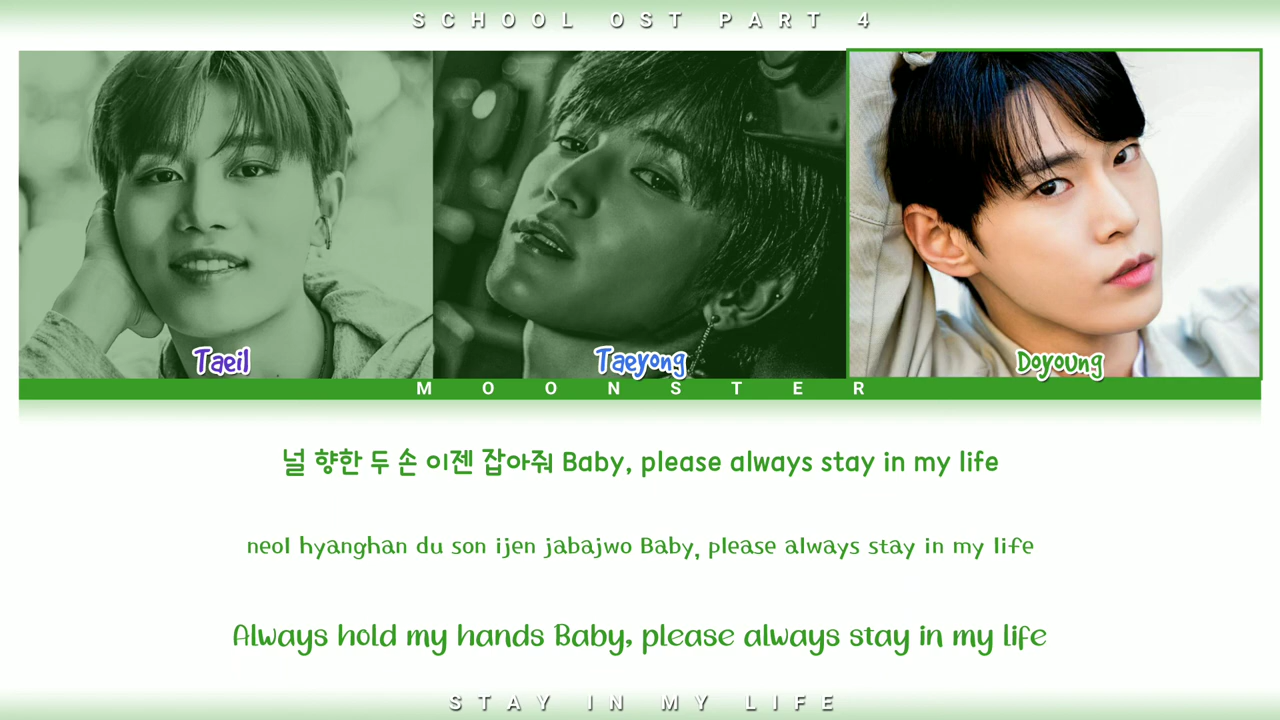 SCHOOL OST PART 4
Taeil
Taeyong
Doyoung
MOONSTER
널 향한 두 손 이젠 잡아줘 Baby, please always stay in my life
neol hyanghan du son ijen jabajwo Baby, please always stay in my life
Always hold my hands Baby, please always stay in my life
STAY IN MY LIFE